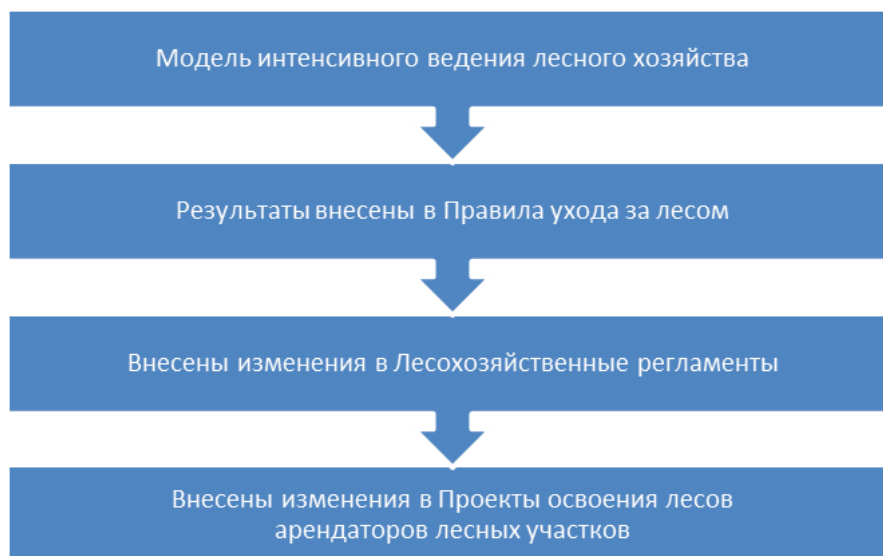 Модель интенсивного ведения лесного хозяйства
Результаты внесены в Правила ухода за лесом
Внесены изменения в Лесохозяйственные регламенты
Внесены изменения в Проекты освоения лесов
арендаторов лесных участков